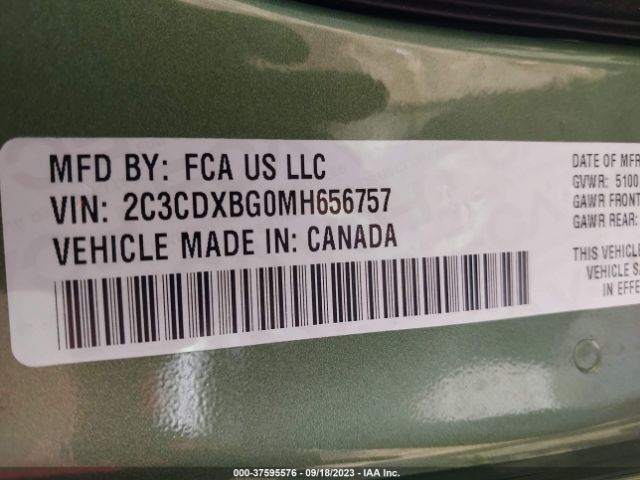 MFD BY: FCA US LLC
VIN: 2C3CDXBG0MH656757
VEHICLE MADE IN: CANADA
DATE OF MFR
GVWR: 5100
GAWR FRONT
GAWR REAR:
THIS VEHICLE
VEHICLE S
IN EFFE
000-37595576 - 09/18/2023 - IAA Inc.